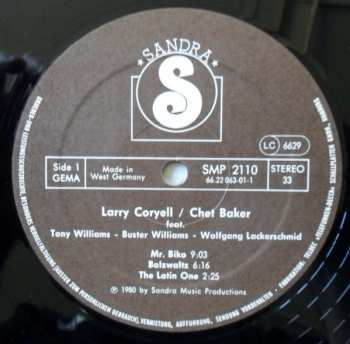 SANDRA
S
LC 6629
Side 1
GEMA
Made in
West Germany
SMP 2110
66.22 063-01-1
STEREO
33
Larry Coryell / Chet Baker
feat.
Tony Williams - Buster Williams - Wolfgang Lackerschmid
Mr. Biko 9:03
Balzwaltz 6:16
The Latin One 2:25
℗ 1980 by Sandra Music Productions